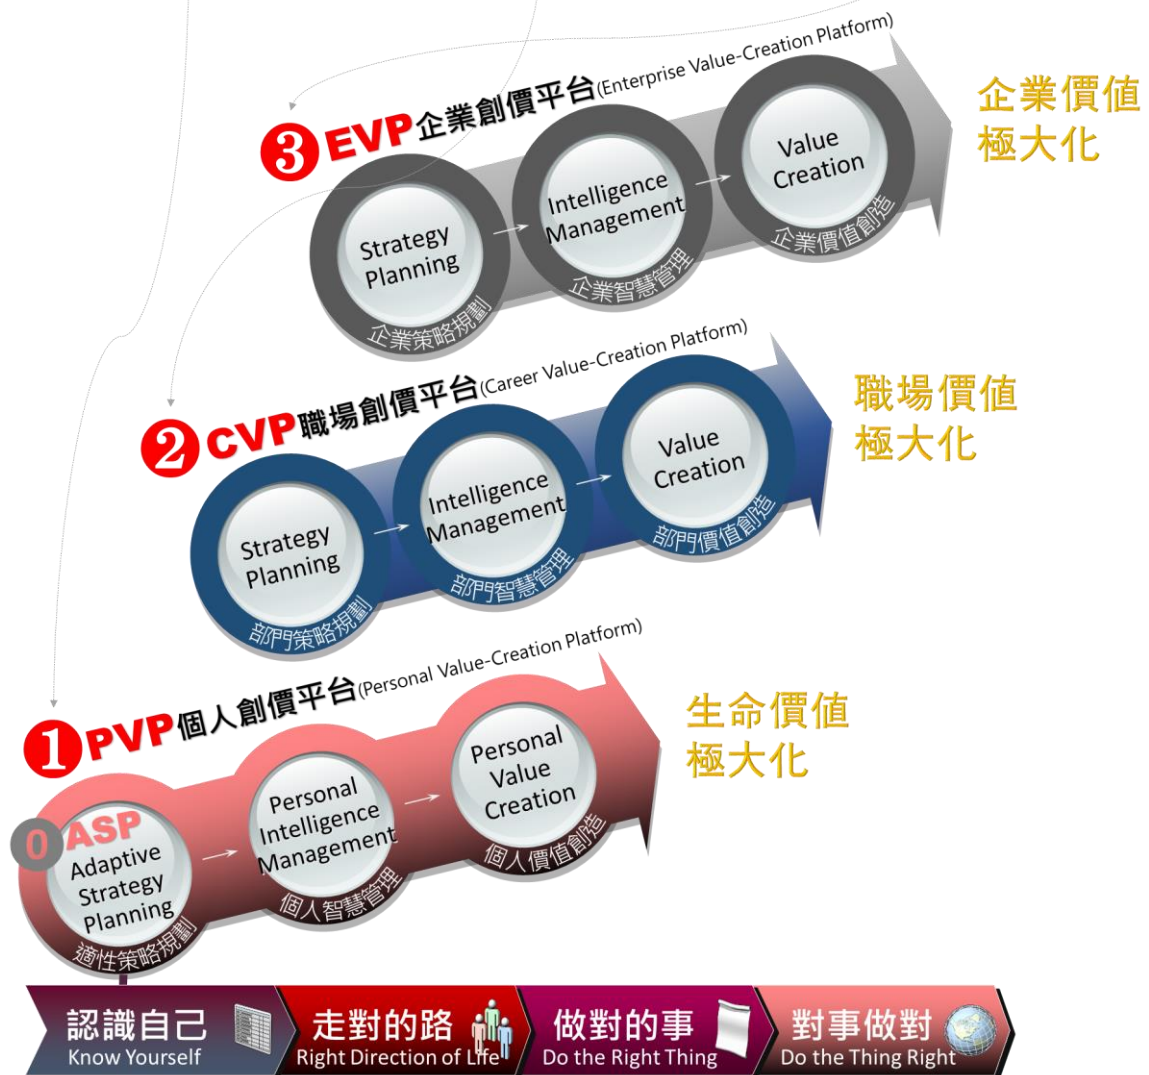 3 EVP企業創價平台(Enterprise Value-Creation Platform)
企業價值
極大化
Strategy
Planning
企業策略規劃
Intelligence
Management
企業智慧管理
Value
Creation
企業價值創造
2 CVP職場創價平台(Career Value-Creation Platform)
職場價值
極大化
Strategy
Planning
部門策略規劃
Intelligence
Management
部門智慧管理
Value
Creation
部門價值創造
1 PVP個人創價平台(Personal Value-Creation Platform)
生命價值
極大化
0 ASP
Adaptive
Strategy
Planning
適性策略規劃
Personal
Intelligence
Management
個人智慧管理
Personal
Value
Creation
個人價值創造
認識自己
Know Yourself
走對的路
Right Direction of Life
做對的事
Do the Right Thing
對事做對
Do the Thing Right